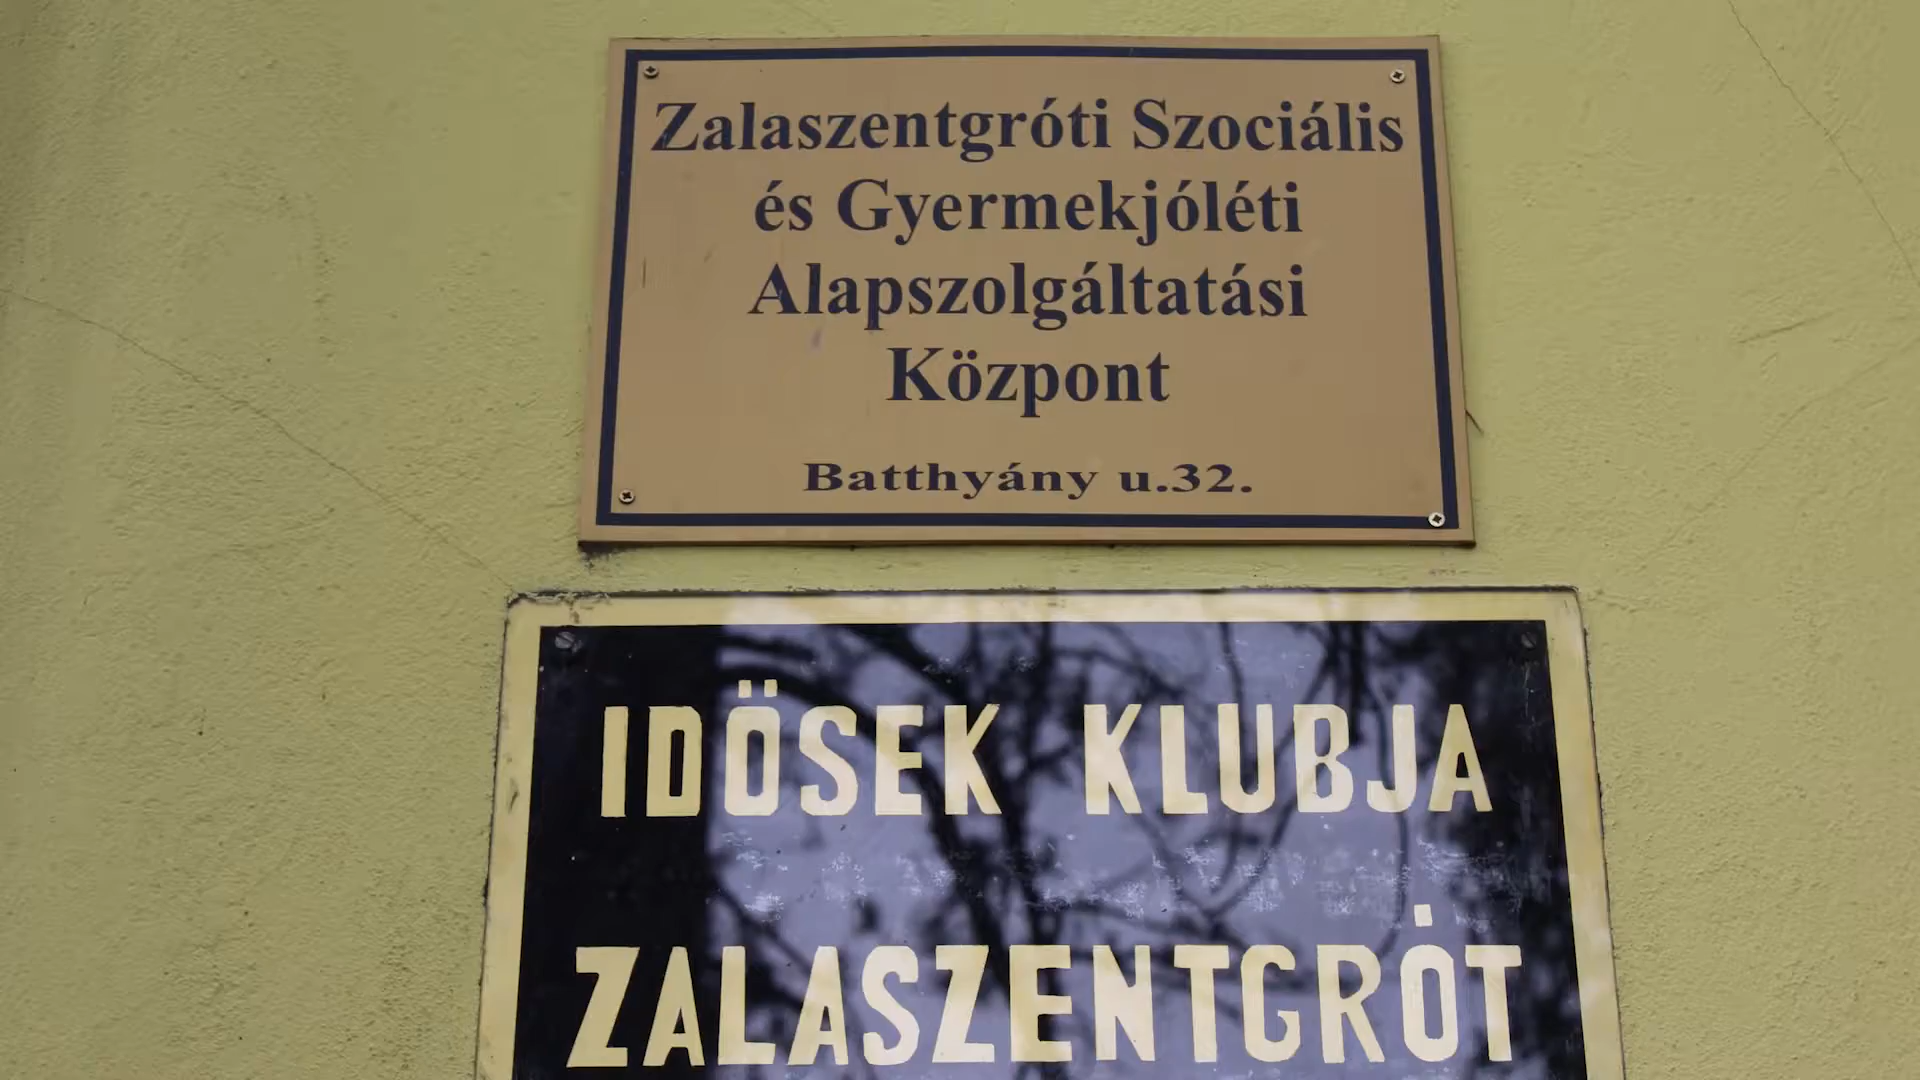 Zalaszentgróti Szociális
és Gyermekjóléti
Alapszolgáltatási
Központ
Batthyány u.32.
IDÖSEK KLUBJA
ZALASZENTGRÓT